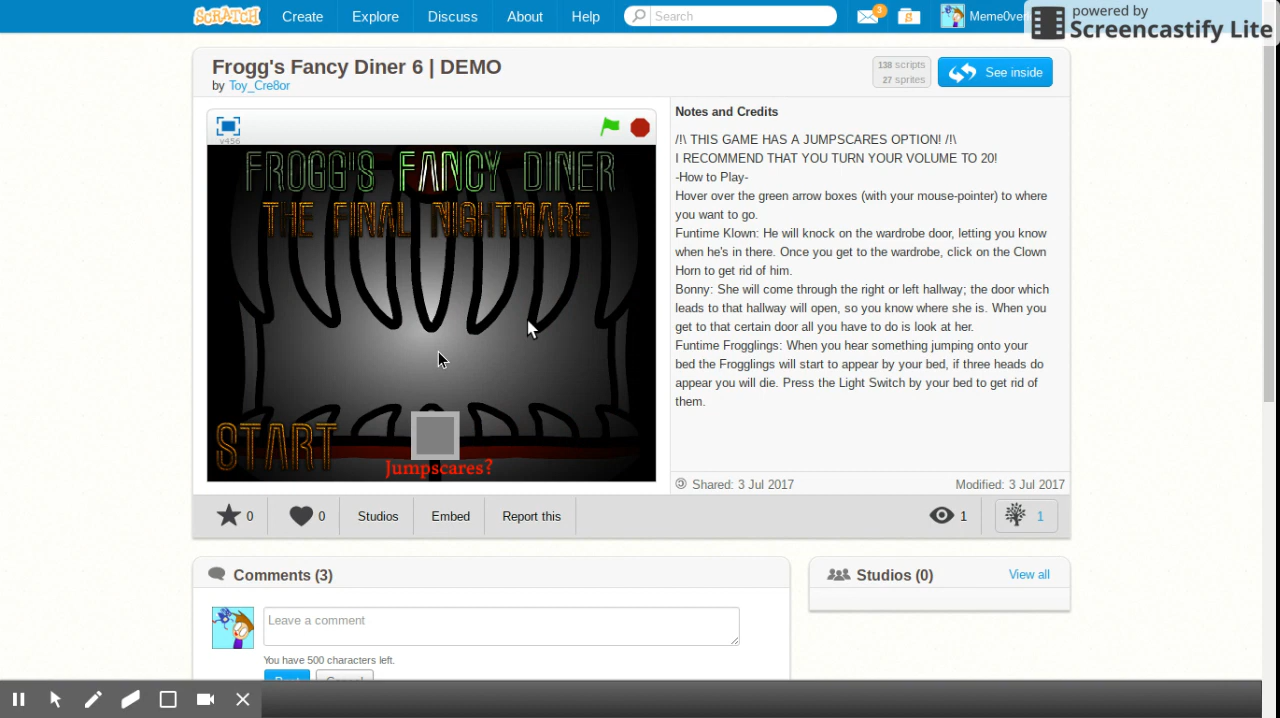 SCRATCH Create Explore Discuss About Help Search 3 Meme0ver
powered by
Screencastify Lite
Frogg's Fancy Diner 6 | DEMO
by Toy_Cre8or
138 scripts
27 sprites
See inside
v456
FROGG'S FANCY DINER
THE FINAL NIGHTMARE
START
Jumpscares?
Notes and Credits
/!\ THIS GAME HAS A JUMPSCARES OPTION! /!\
I RECOMMEND THAT YOU TURN YOUR VOLUME TO 20!
-How to Play-
Hover over the green arrow boxes (with your mouse-pointer) to where
you want to go.
Funtime Klown: He will knock on the wardrobe door, letting you know
when he's in there. Once you get to the wardrobe, click on the Clown
Horn to get rid of him.
Bonny: She will come through the right or left hallway; the door which
leads to that hallway will open, so you know where she is. When you
get to that certain door all you have to do is look at her.
Funtime Frogglings: When you hear something jumping onto your
bed the Frogglings will start to appear by your bed, if three heads do
appear you will die. Press the Light Switch by your bed to get rid of
them.
Shared: 3 Jul 2017 Modified: 3 Jul 2017
0 0 Studios Embed Report this 1 1
Comments (3)
Leave a comment
You have 500 characters left.
Studios (0) View all